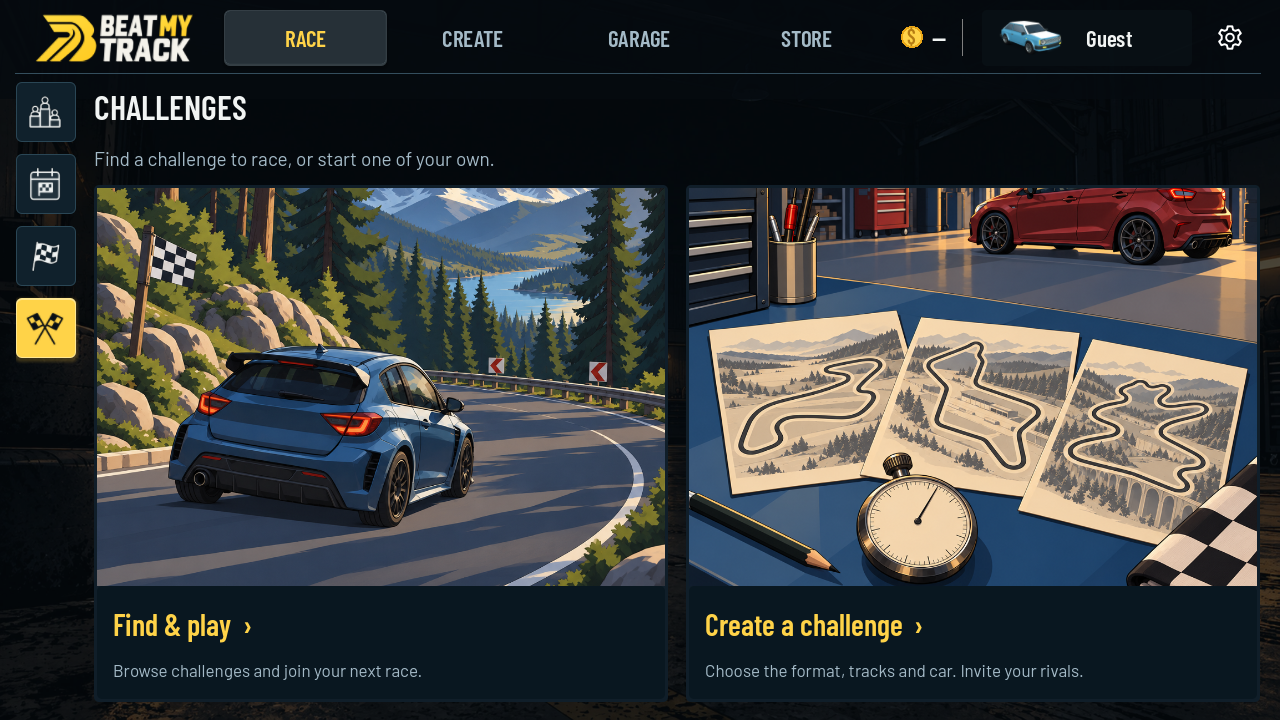 BEAT MY
TRACK
RACE
CREATE
GARAGE
STORE
$ –
Guest
CHALLENGES
Find a challenge to race, or start one of your own.
Find & play ›
Browse challenges and join your next race.
Create a challenge ›
Choose the format, tracks and car. Invite your rivals.